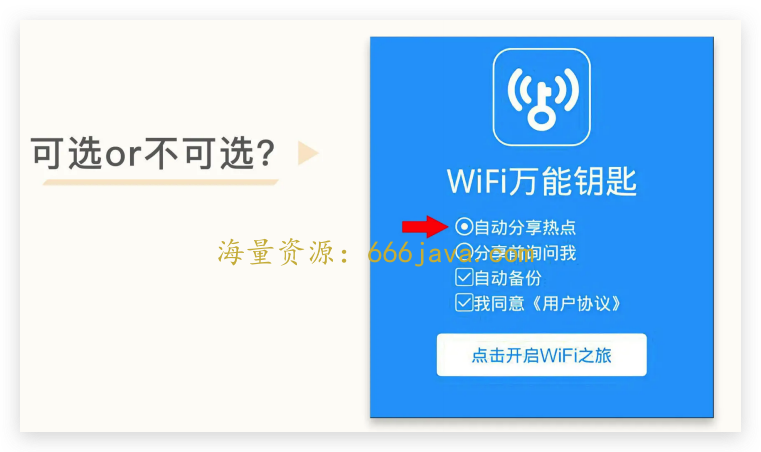 可选or不可选?
WiFi万能钥匙
自动分享热点
分享前询问我
自动备份
我同意《用户协议》
点击开启WiFi之旅
海量资源：666java.com